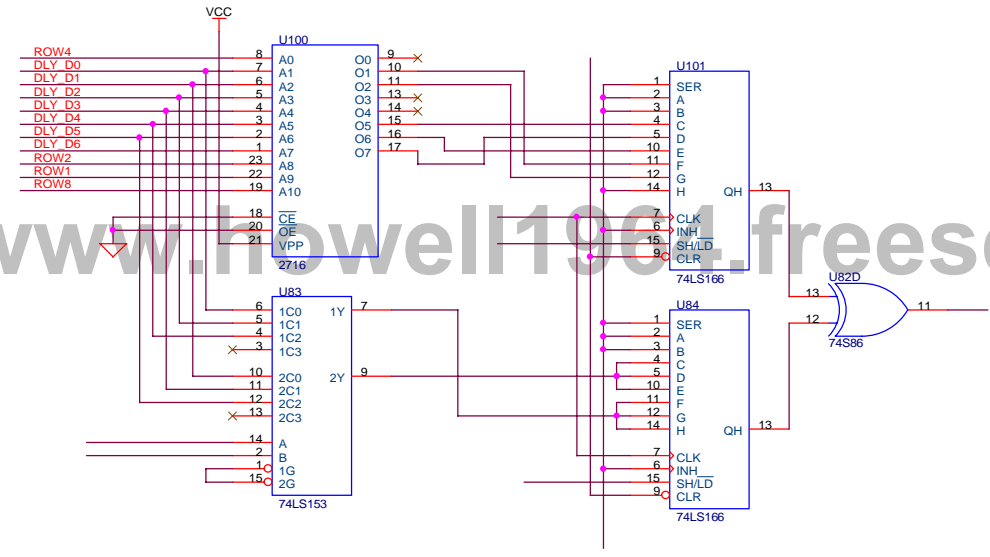 VCC
U100
ROW4 8 A0 O0 9
DLY_D0 7 A1 O1 10
DLY_D1 6 A2 O2 11
DLY_D2 5 A3 O3 13
DLY_D3 4 A4 O4 14
DLY_D4 3 A5 O5 15
DLY_D5 2 A6 O6 16
DLY_D6 1 A7 O7 17
ROW2 23 A8
ROW1 22 A9
ROW8 19 A10
18 CE
20 OE
21 VPP
2716
U101
1 SER
2 A
3 B
4 C
5 D
10 E
11 F
12 G
14 H QH 13
7 CLK
6 INH
15 SH/LD
9 CLR
74LS166
www.howell1964.freese
U83
6 1C0 1Y 7
5 1C1
4 1C2
3 1C3
10 2C0 2Y 9
11 2C1
12 2C2
13 2C3
14 A
2 B
1 1G
15 2G
74LS153
U84
1 SER
2 A
3 B
4 C
5 D
10 E
11 F
12 G
14 H QH 13
7 CLK
6 INH
15 SH/LD
9 CLR
74LS166
U82D
13
12
11
74S86